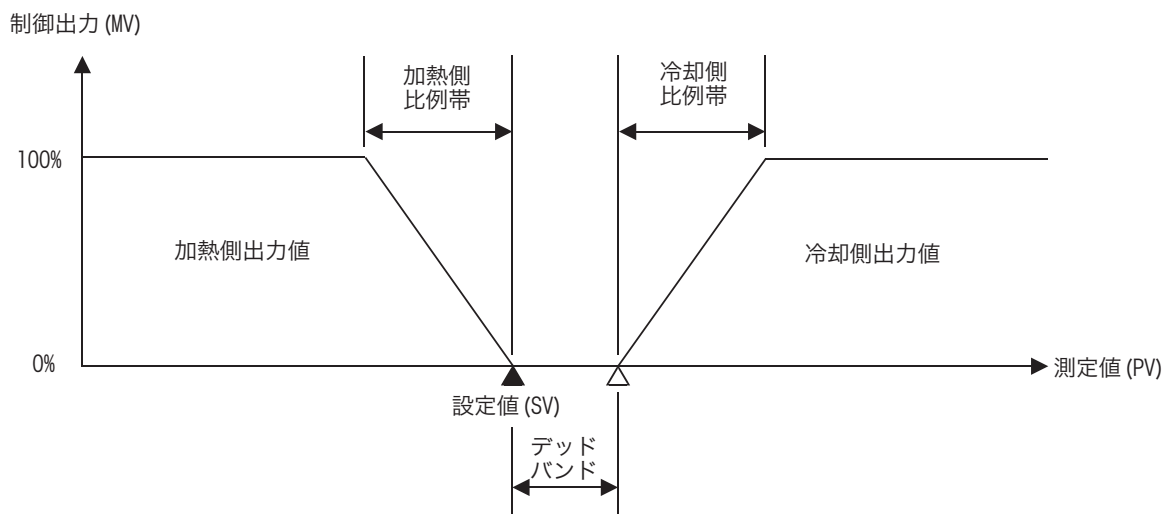 制御出力 (MV)
加熱側
比例帯
冷却側
比例帯
100%
加熱側出力値
冷却側出力値
0%
測定値 (PV)
設定値 (SV)
デッド
バンド